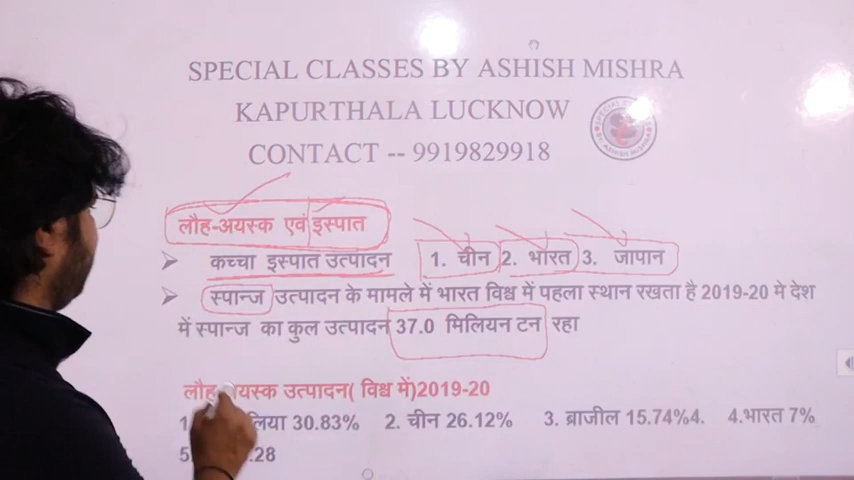 SPECIAL CLASSES BY ASHISH MISHRA
KAPURTHALA LUCKNOW
CONTACT -- 9919829918
लौह-अयस्क एवं इस्पात
➢ कच्चा इस्पात उत्पादन 1. चीन 2. भारत 3. जापान
➢ स्पान्ज उत्पादन के मामले में भारत विश्व में पहला स्थान रखता है 2019-20 मे देश
में स्पान्ज का कुल उत्पादन 37.0 मिलियन टन रहा
उत्पादन( विश्व में)2019-20
30.83% 2. चीन 26.12% 3. ब्राजील 15.74%4. 4.भारत 7%